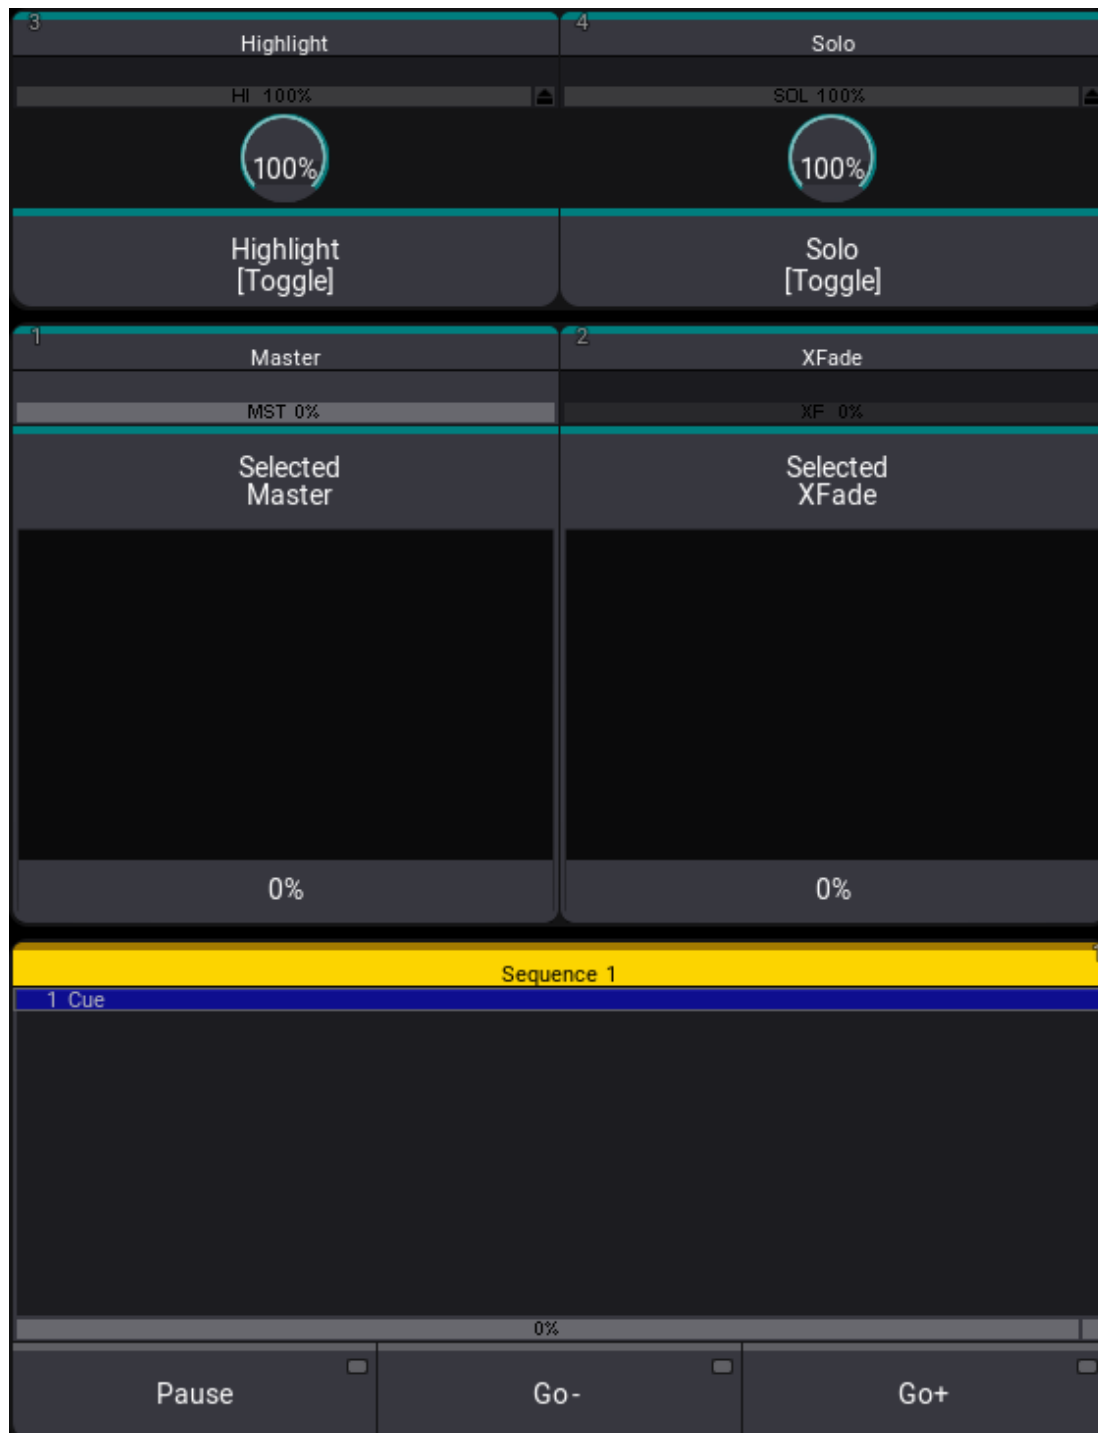 3
Highlight
4
Solo
HI 100%
SOL 100%
100%
100%
Highlight
[Toggle]
Solo
[Toggle]
1
Master
2
XFade
MST 0%
XF 0%
Selected
Master
Selected
XFade
0%
0%
Sequence 1
1 Cue
0%
Pause
Go-
Go+